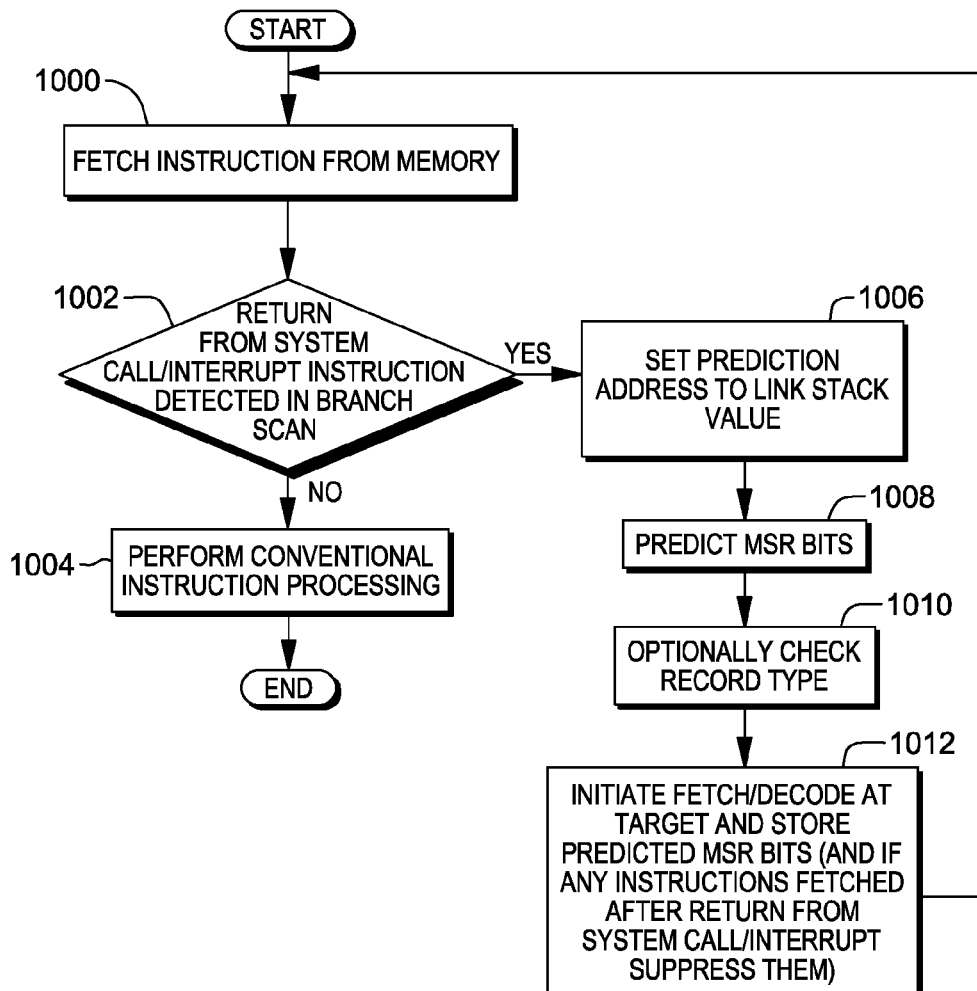 START
1000
FETCH INSTRUCTION FROM MEMORY
1002
RETURN
FROM SYSTEM
CALL/INTERRUPT INSTRUCTION
DETECTED IN BRANCH
SCAN
YES
NO
1004
PERFORM CONVENTIONAL
INSTRUCTION PROCESSING
END
1006
SET PREDICTION
ADDRESS TO LINK STACK
VALUE
1008
PREDICT MSR BITS
1010
OPTIONALLY CHECK
RECORD TYPE
1012
INITIATE FETCH/DECODE AT
TARGET AND STORE
PREDICTED MSR BITS (AND IF
ANY INSTRUCTIONS FETCHED
AFTER RETURN FROM
SYSTEM CALL/INTERRUPT
SUPPRESS THEM)